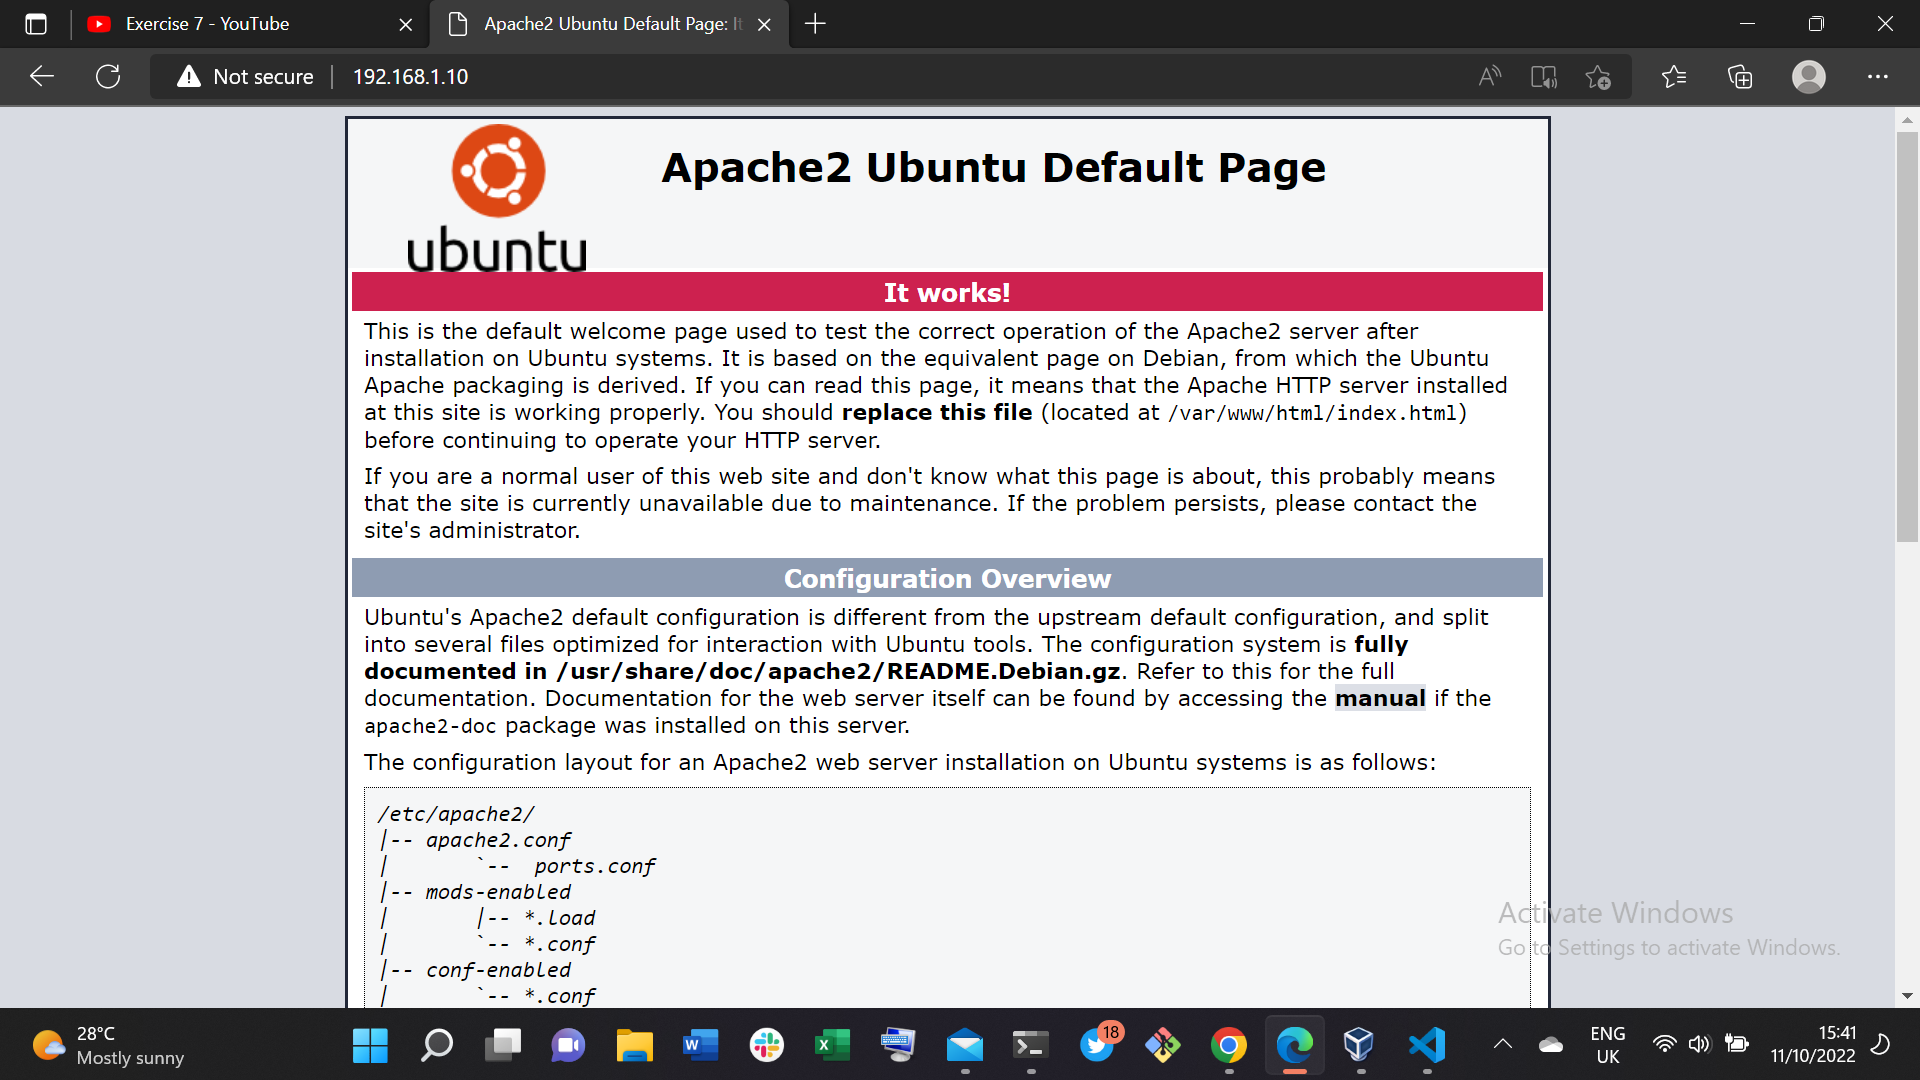 Exercise 7 - YouTube
Apache2 Ubuntu Default Page: It
Not secure
192.168.1.10
ubuntu
Apache2 Ubuntu Default Page
It works!
This is the default welcome page used to test the correct operation of the Apache2 server after
installation on Ubuntu systems. It is based on the equivalent page on Debian, from which the Ubuntu
Apache packaging is derived. If you can read this page, it means that the Apache HTTP server installed
at this site is working properly. You should replace this file (located at /var/www/html/index.html)
before continuing to operate your HTTP server.
If you are a normal user of this web site and don't know what this page is about, this probably means
that the site is currently unavailable due to maintenance. If the problem persists, please contact the
site's administrator.
Configuration Overview
Ubuntu's Apache2 default configuration is different from the upstream default configuration, and split
into several files optimized for interaction with Ubuntu tools. The configuration system is fully
documented in /usr/share/doc/apache2/README.Debian.gz. Refer to this for the full
documentation. Documentation for the web server itself can be found by accessing the manual if the
apache2-doc package was installed on this server.
The configuration layout for an Apache2 web server installation on Ubuntu systems is as follows:
/etc/apache2/
|-- apache2.conf
|       `--  ports.conf
|-- mods-enabled
|       |-- *.load
|       `-- *.conf
|-- conf-enabled
|       `-- *.conf
Activate Windows
Go to Settings to activate Windows.
28°C
Mostly sunny
18
ENG
UK
15:41
11/10/2022